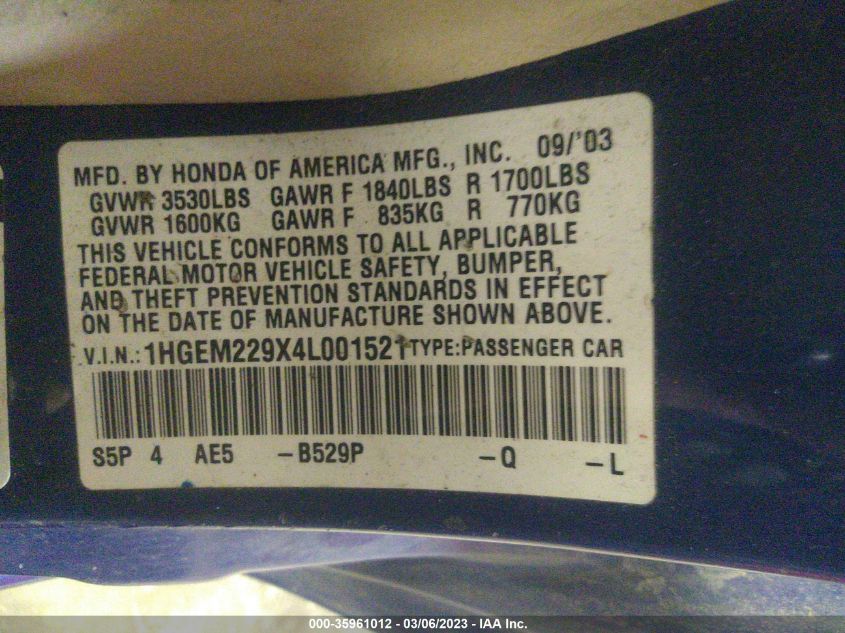 MFD. BY HONDA OF AMERICA MFG., INC. 09/'03
GVWR 3530LBS GAWR F 1840LBS R 1700LBS
GVWR 1600KG GAWR F 835KG R 770KG
THIS VEHICLE CONFORMS TO ALL APPLICABLE
FEDERAL MOTOR VEHICLE SAFETY, BUMPER,
AND THEFT PREVENTION STANDARDS IN EFFECT
ON THE DATE OF MANUFACTURE SHOWN ABOVE.
V.I.N.: 1HGEM229X4L001521 TYPE:PASSENGER CAR
S5P 4 AE5 -B529P -Q -L
000-35961012 - 03/06/2023 - IAA Inc.